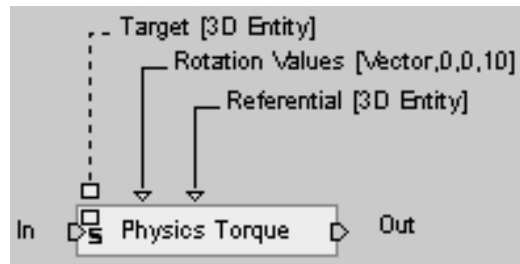 Target [3D Entity]
Rotation Values [Vector,0,0,10]
Referential [3D Entity]
In S Physics Torque Out